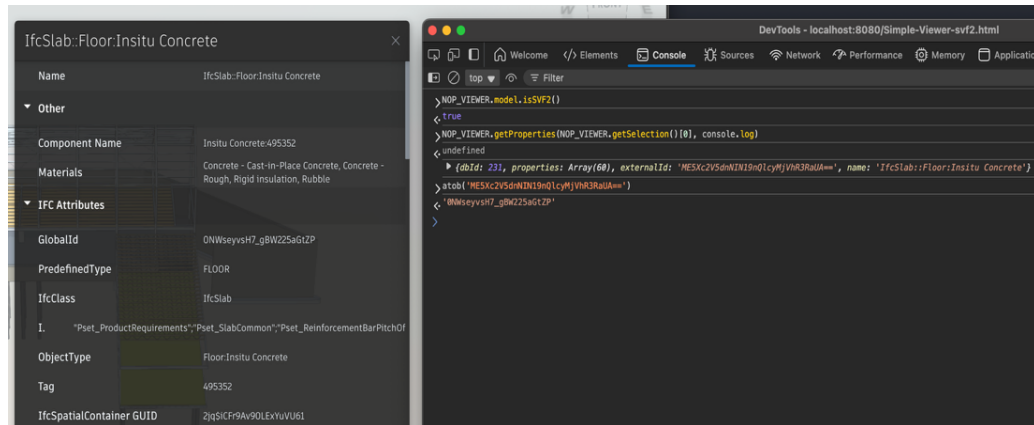 W FRONT E
IfcSlab::Floor:Insitu Concrete ×
Name IfcSlab::Floor:Insitu Concrete
Other
Component Name Insitu Concrete:495352
Materials Concrete - Cast-in-Place Concrete, Concrete -
Rough, Rigid insulation, Rubble
IFC Attributes
GlobalId 0NWseyvsH7_gBW225aGtZP
PredefinedType FLOOR
IfcClass IfcSlab
I. "Pset_ProductRequirements";"Pset_SlabCommon";"Pset_ReinforcementBarPitchOf
ObjectType Floor:Insitu Concrete
Tag 495352
IfcSpatialContainer GUID 2jqSICFr9Av9OLExYuVU61
DevTools - localhost:8080/Simple-Viewer-svf2.html
Welcome </> Elements Console Sources Network Performance Memory Applicatio
top Filter
NOP_VIEWER.model.isSVF2()
true
NOP_VIEWER.getProperties(NOP_VIEWER.getSelection()[0], console.log)
undefined
{dbId: 231, properties: Array(60), externalId: 'ME5Xc2V5dnNIN19nQlcyMjVhR3RaUA==', name: 'IfcSlab::Floor:Insitu Concrete'}
atob('ME5Xc2V5dnNIN19nQlcyMjVhR3RaUA==')
'0NWseyvsH7_gBW225aGtZP'